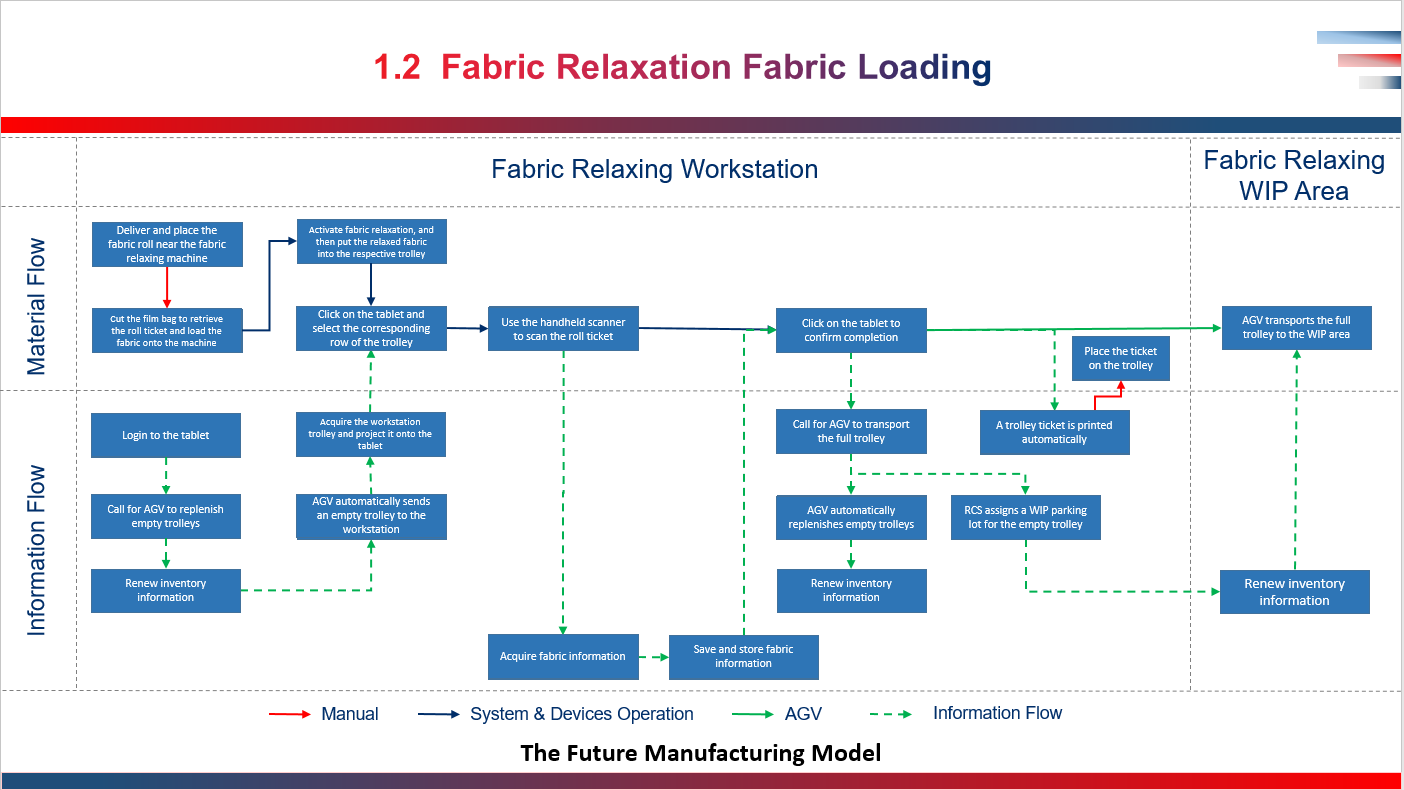 1.2 Fabric Relaxation Fabric Loading
Fabric Relaxing Workstation
Fabric Relaxing
WIP Area
Material Flow
Deliver and place the
fabric roll near the fabric
relaxing machine
Activate fabric relaxation, and
then put the relaxed fabric
into the respective trolley
Cut the film bag to retrieve
the roll ticket and load the
fabric onto the machine
Click on the tablet and
select the corresponding
row of the trolley
Use the handheld scanner
to scan the roll ticket
Click on the tablet to
confirm completion
Place the ticket
on the trolley
AGV transports the full
trolley to the WIP area
Information Flow
Login to the tablet
Acquire the workstation
trolley and project it onto the
tablet
Call for AGV to transport
the full trolley
A trolley ticket is printed
automatically
Call for AGV to replenish
empty trolleys
AGV automatically sends
an empty trolley to the
workstation
AGV automatically
replenishes empty trolleys
RCS assigns a WIP parking
lot for the empty trolley
Renew inventory
information
Renew inventory
information
Renew inventory
information
Acquire fabric information
Save and store fabric
information
Manual
System & Devices Operation
AGV
Information Flow
The Future Manufacturing Model